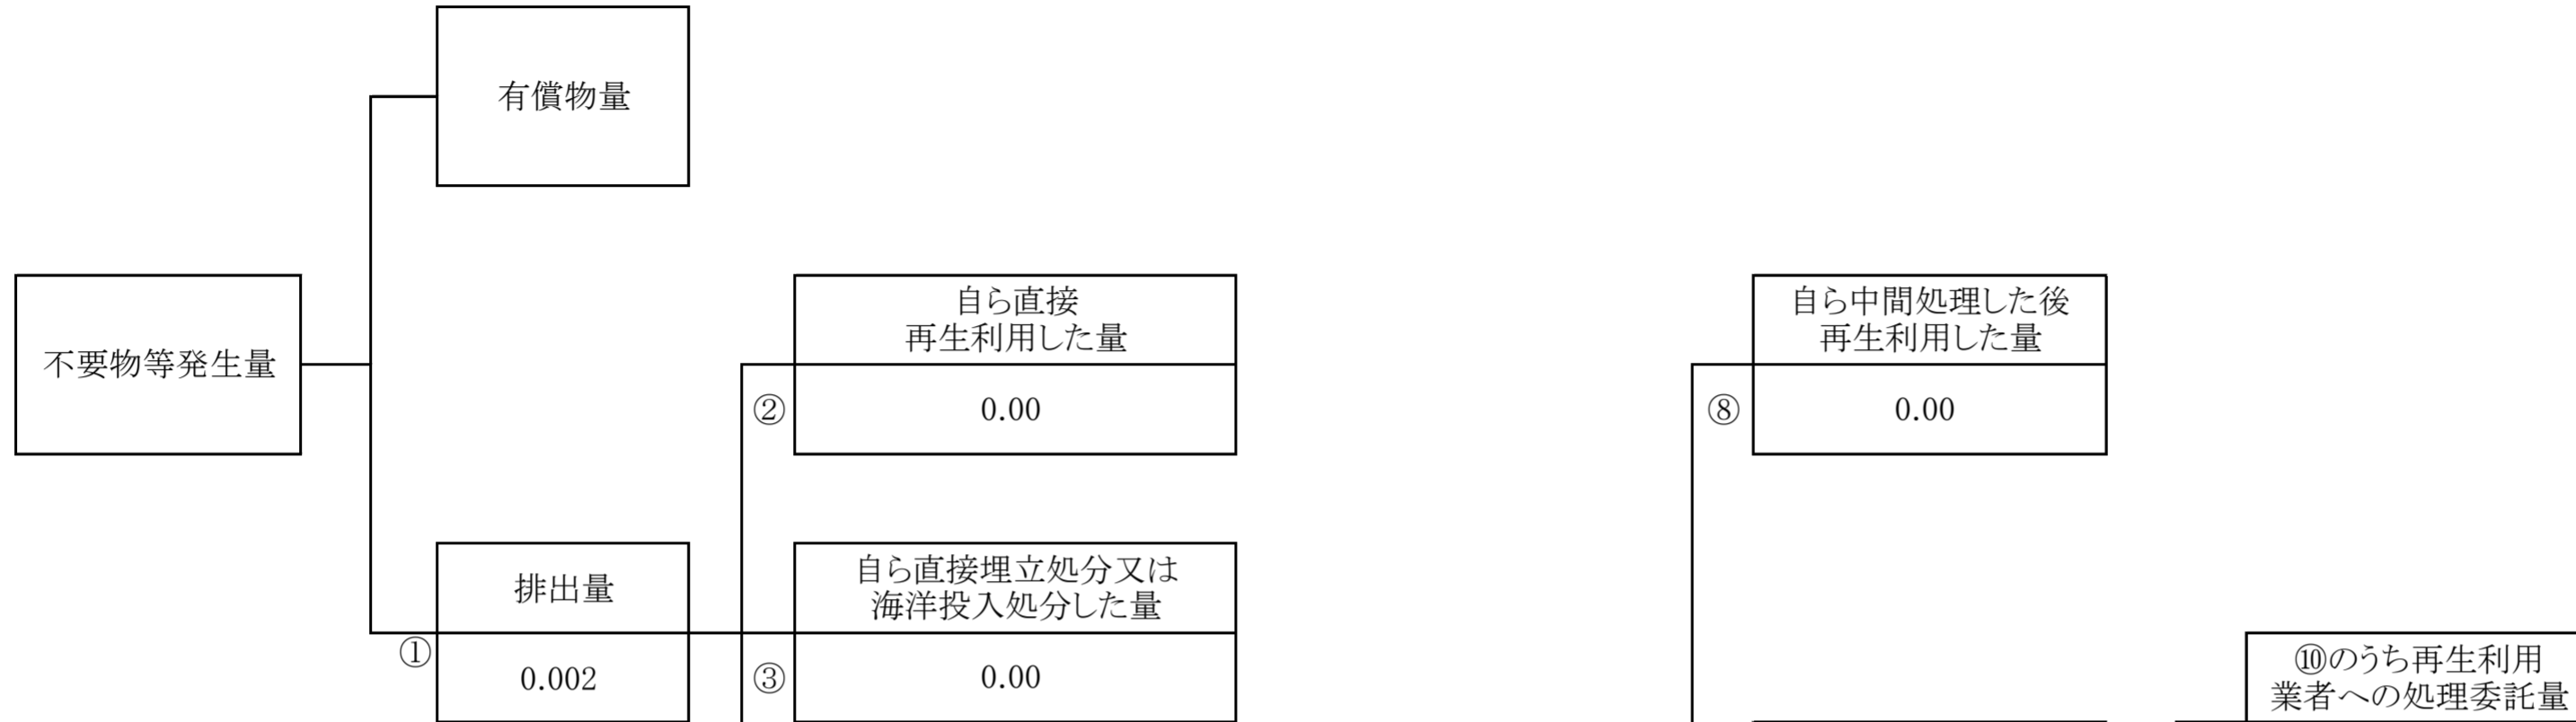 有償物量
不要物等発生量
自ら直接
再生利用した量
②
0.00
自ら中間処理した後
再生利用した量
⑧
0.00
排出量
①
0.002
自ら直接埋立処分又は
海洋投入処分した量
③
0.00
⑩のうち再生利用
業者への処理委託量